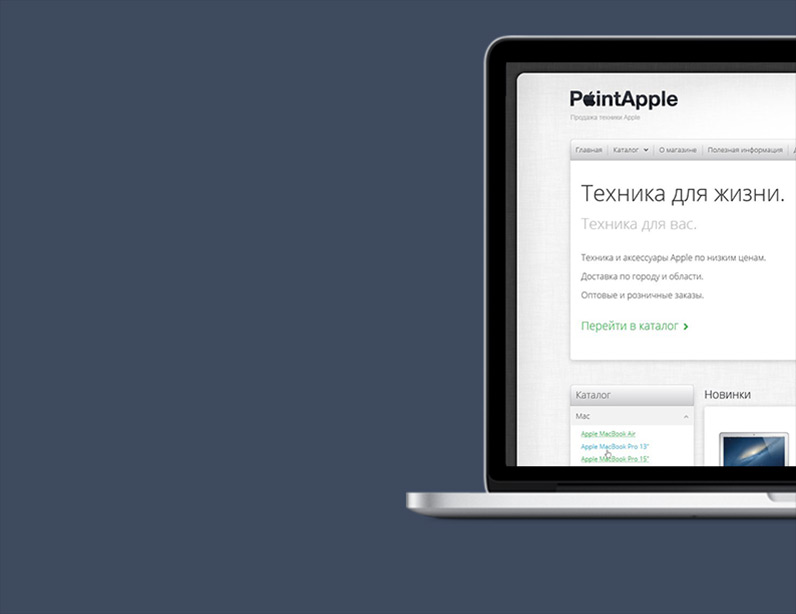 PointApple
Продажа техники Apple
Главная
Каталог
О магазине
Полезная информация
Техника для жизни.
Техника для вас.
Техника и аксессуары Apple по низким ценам.
Доставка по городу и области.
Оптовые и розничные заказы.
Перейти в каталог
Каталог
Новинки
Mac
Apple MacBook Air
Apple MacBook Pro 13"
Apple MacBook Pro 15"